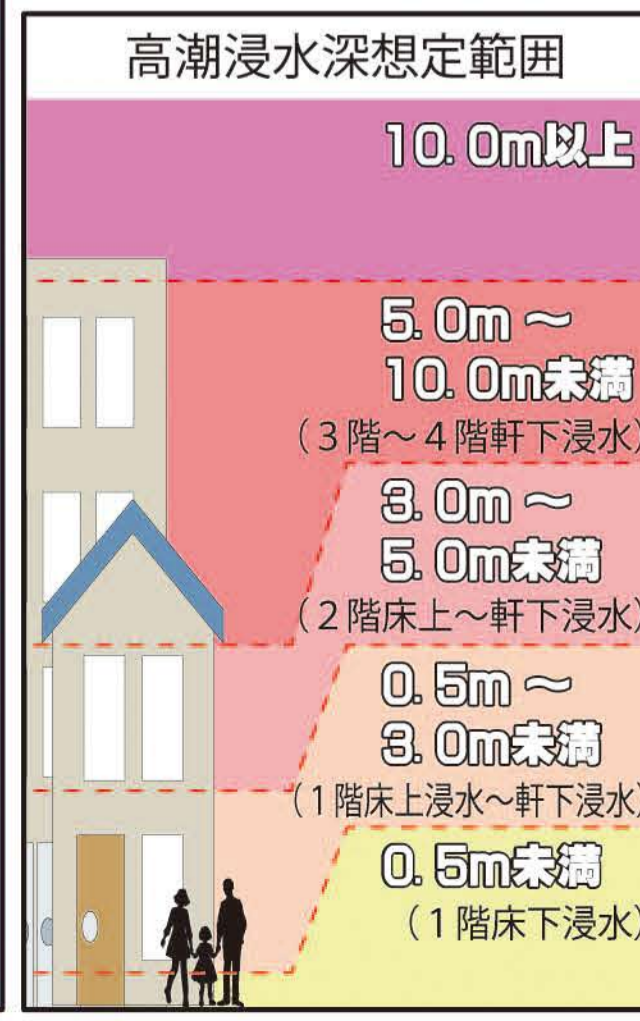 高潮浸水深想定範囲
10.0m以上
5.0m～
10.0m未満
（3階～4階軒下浸水）
3.0m～
5.0m未満
（2階床上～軒下浸水）
0.5m～
3.0m未満
（1階床上浸水～軒下浸水）
0.5m未満
（1階床下浸水）